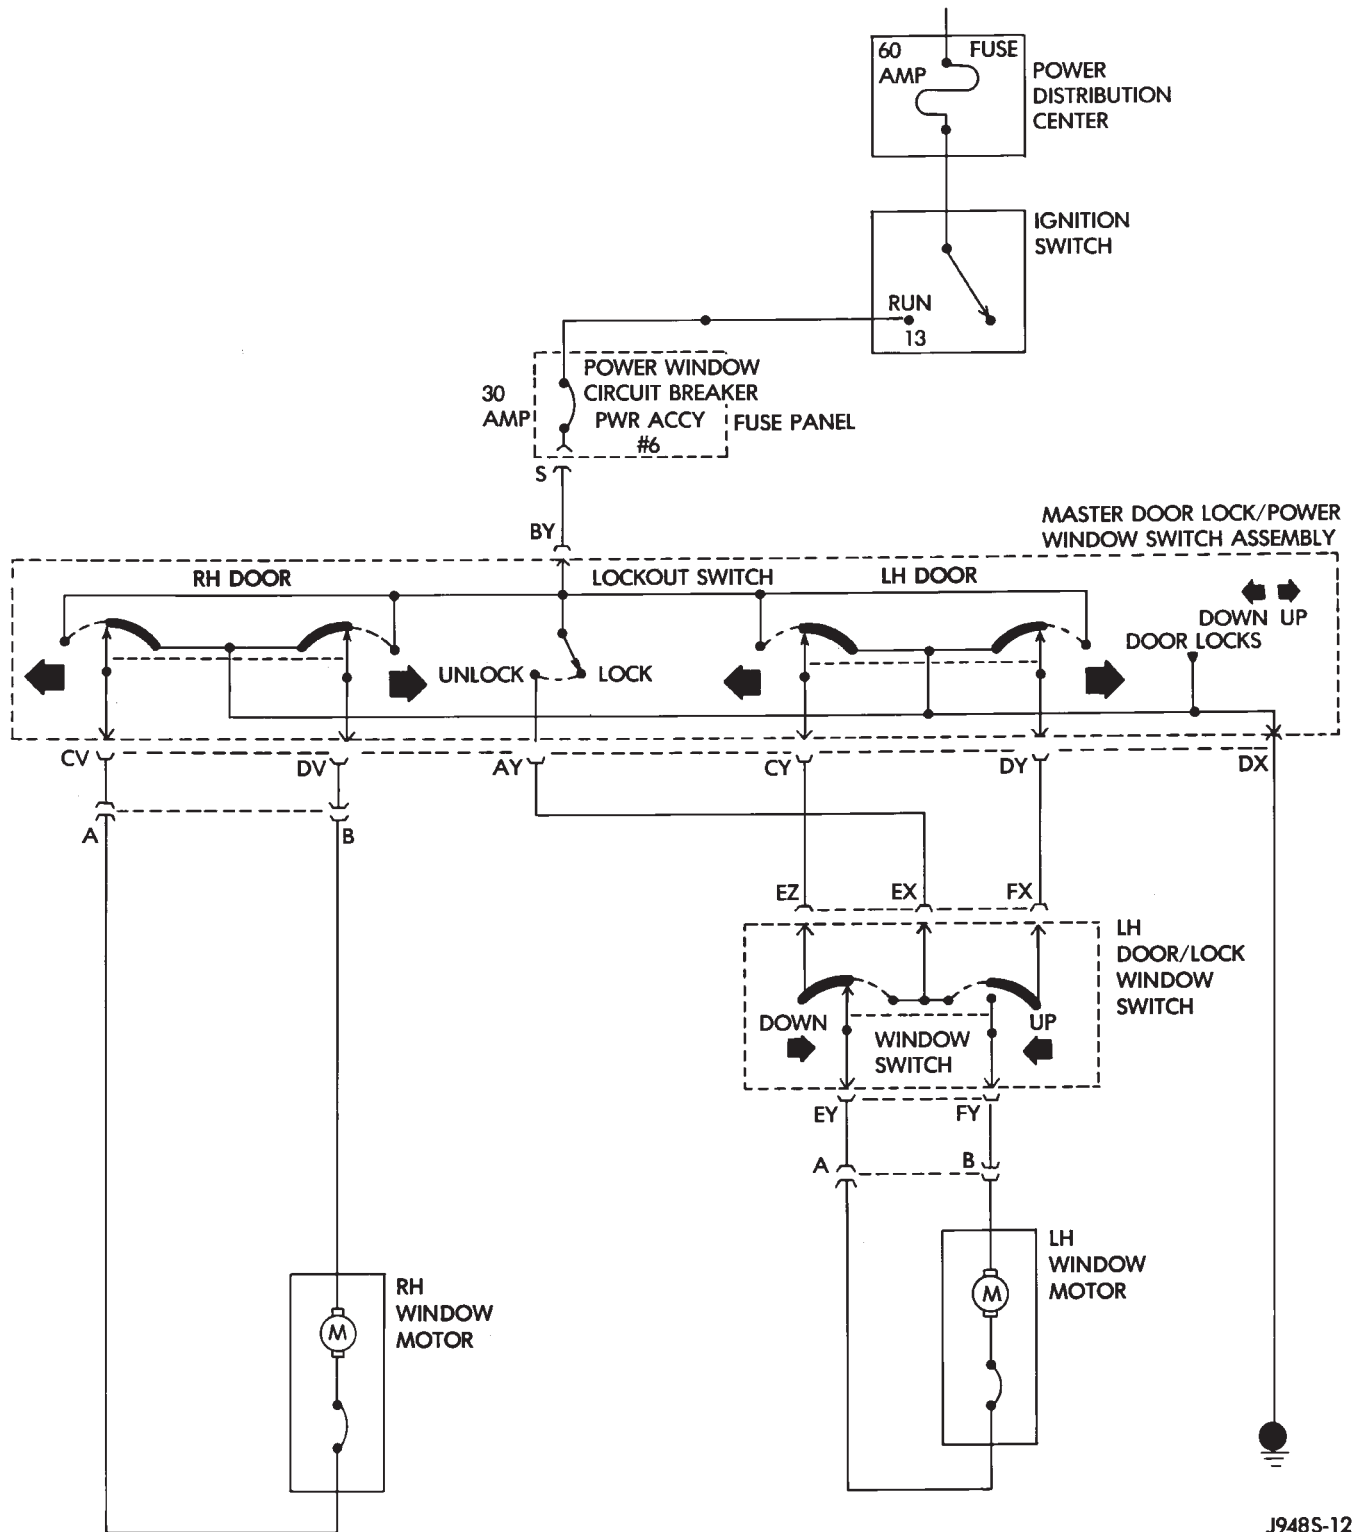 60 FUSE
AMP
POWER
DISTRIBUTION
CENTER
IGNITION
SWITCH
RUN
13
30
AMP
POWER WINDOW
CIRCUIT BREAKER
PWR ACCY
#6
FUSE PANEL
S
BY
MASTER DOOR LOCK/POWER
WINDOW SWITCH ASSEMBLY
RH DOOR
LOCKOUT SWITCH
LH DOOR
DOWN UP
DOOR LOCKS
UNLOCK
LOCK
CV
DV
AY
CY
DY
DX
A
B
EZ
EX
FX
LH
DOOR/LOCK
WINDOW
SWITCH
DOWN
UP
WINDOW
SWITCH
EY
FY
A
B
LH
WINDOW
MOTOR
M
RH
WINDOW
MOTOR
M
J948S-12